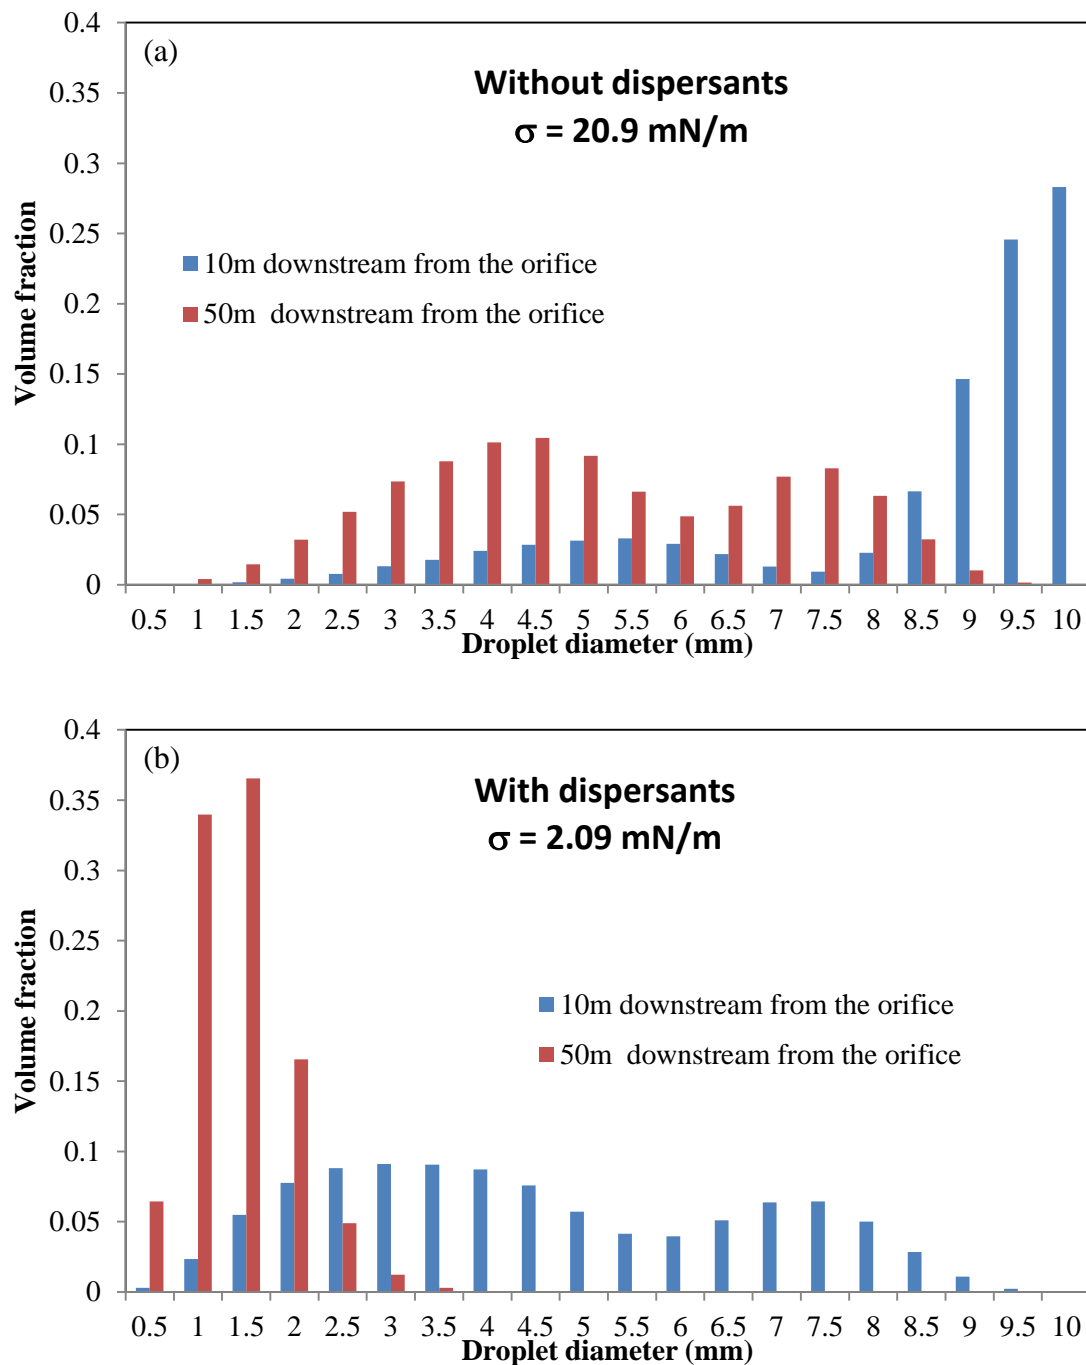 (a)
Without dispersants
σ = 20.9 mN/m
10m downstream from the orifice
50m downstream from the orifice
Volume fraction
0.4
0.35
0.3
0.25
0.2
0.15
0.1
0.05
0
0.5 1 1.5 2 2.5 3 3.5 4 4.5 5 5.5 6 6.5 7 7.5 8 8.5 9 9.5 10
Droplet diameter (mm)
(b)
With dispersants
σ = 2.09 mN/m
10m downstream from the orifice
50m downstream from the orifice
Volume fraction
0.4
0.35
0.3
0.25
0.2
0.15
0.1
0.05
0
0.5 1 1.5 2 2.5 3 3.5 4 4.5 5 5.5 6 6.5 7 7.5 8 8.5 9 9.5 10
Droplet diameter (mm)